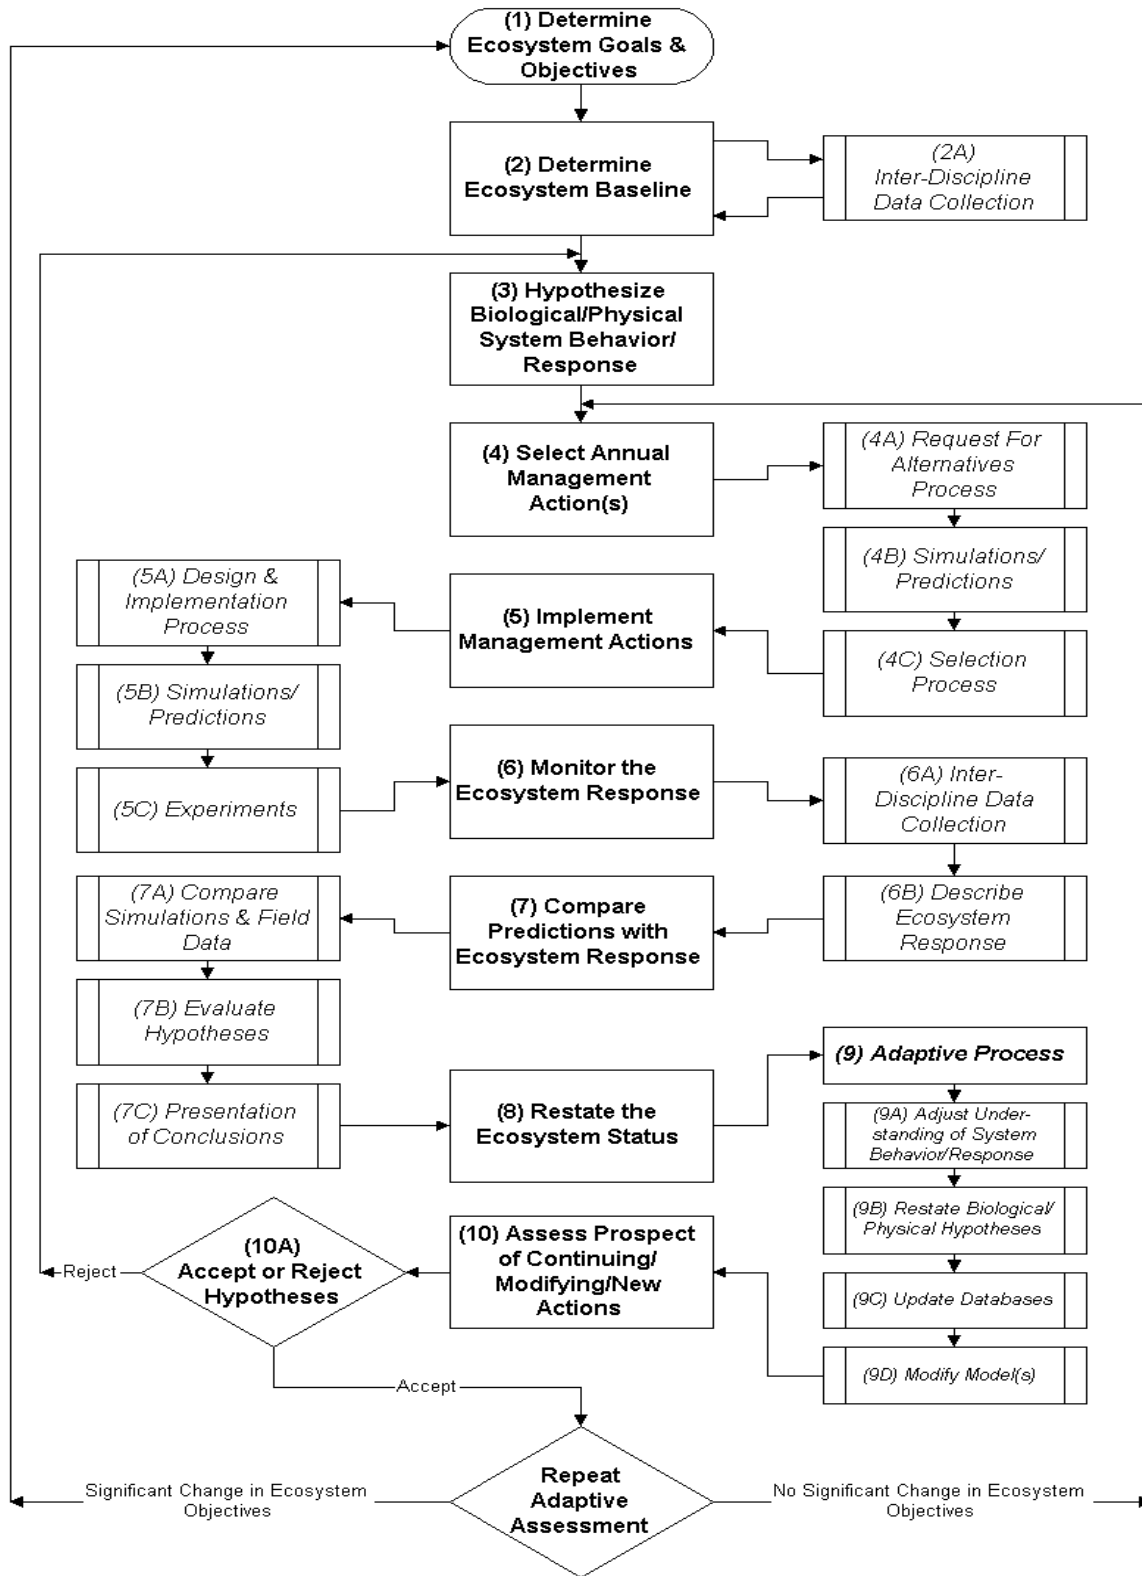 (1) Determine
Ecosystem Goals &
Objectives
(2) Determine
Ecosystem Baseline
(2A)
Inter-Discipline
Data Collection
(3) Hypothesize
Biological/Physical
System Behavior/
Response
(4) Select Annual
Management
Action(s)
(4A) Request For
Alternatives
Process
(4B) Simulations/
Predictions
(4C) Selection
Process
(5) Implement
Management Actions
(5A) Design &
Implementation
Process
(5B) Simulations/
Predictions
(5C) Experiments
(6) Monitor the
Ecosystem Response
(6A) Inter-
Discipline Data
Collection
(6B) Describe
Ecosystem
Response
(7) Compare
Predictions with
Ecosystem Response
(7A) Compare
Simulations & Field
Data
(7B) Evaluate
Hypotheses
(7C) Presentation
of Conclusions
(8) Restate the
Ecosystem Status
(9) Adaptive Process
(9A) Adjust Under-
standing of System
Behavior/Response
(9B) Restate Biological/
Physical Hypotheses
(9C) Update Databases
(9D) Modify Model(s)
(10) Assess Prospect
of Continuing/
Modifying/New
Actions
(10A)
Accept or Reject
Hypotheses
Reject
Accept
Repeat
Adaptive
Assessment
Significant Change in Ecosystem
Objectives
No Significant Change in Ecosystem
Objectives